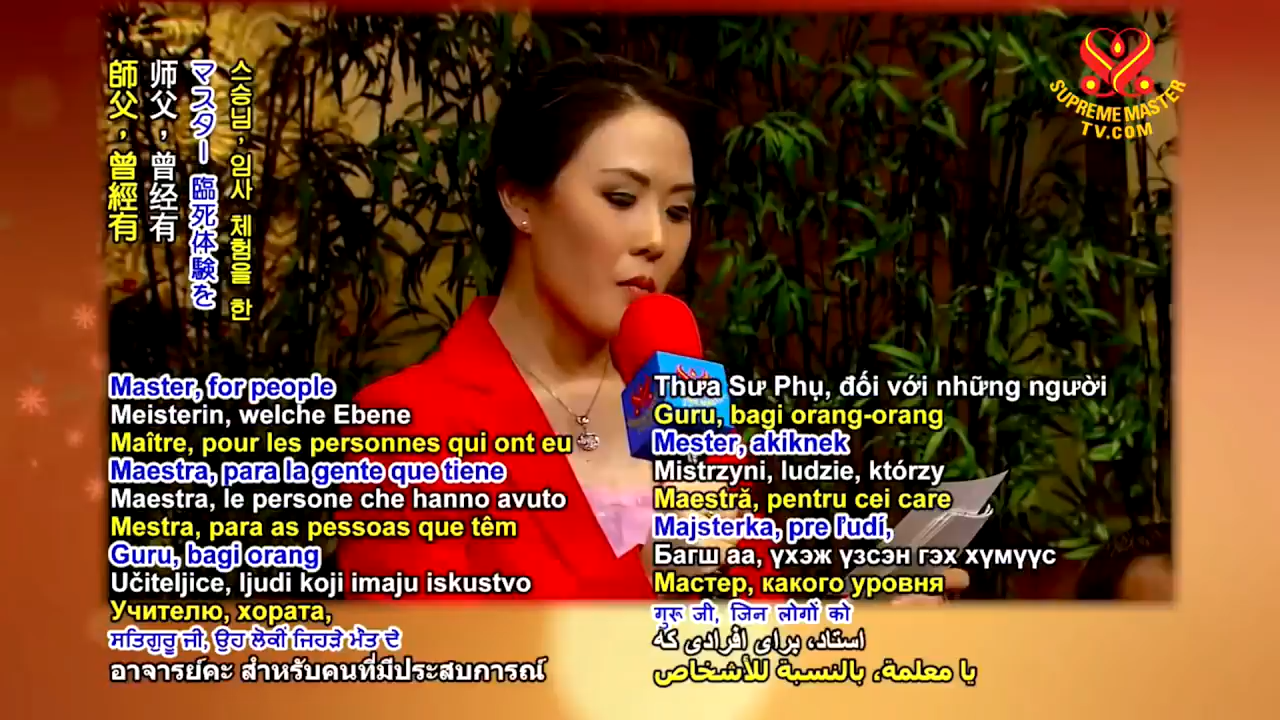 SUPREME MASTER
TV.COM
師父，曾經有
师父，曾经有
マスター 臨死体験を
스승님, 임사 체험을 한
Master, for people
Meisterin, welche Ebene
Maître, pour les personnes qui ont eu
Maestra, para la gente que tiene
Maestra, le persone che hanno avuto
Mestra, para as pessoas que têm
Guru, bagi orang
Učiteljice, ljudi koji imaju iskustvo
Учителю, хората,
ਸਤਿਗੁਰੂ ਜੀ, ਉਹ ਲੋਕੀਂ ਜਿਹੜੇ ਮੌਤ ਦੇ
อาจารย์คะ สำหรับคนที่มีประสบการณ์
Thưa Sư Phụ, đối với những người
Guru, bagi orang-orang
Mester, akiknek
Mistrzyni, ludzie, którzy
Maestră, pentru cei care
Majsterka, pre ľudí,
Багш аа, үхэж үзсэн гэх хүмүүс
Мастер, какого уровня
गुरू जी, जिन लोगों को
استاد، برای افرادی که
یا معلمة، بالنسبة للأشخاص